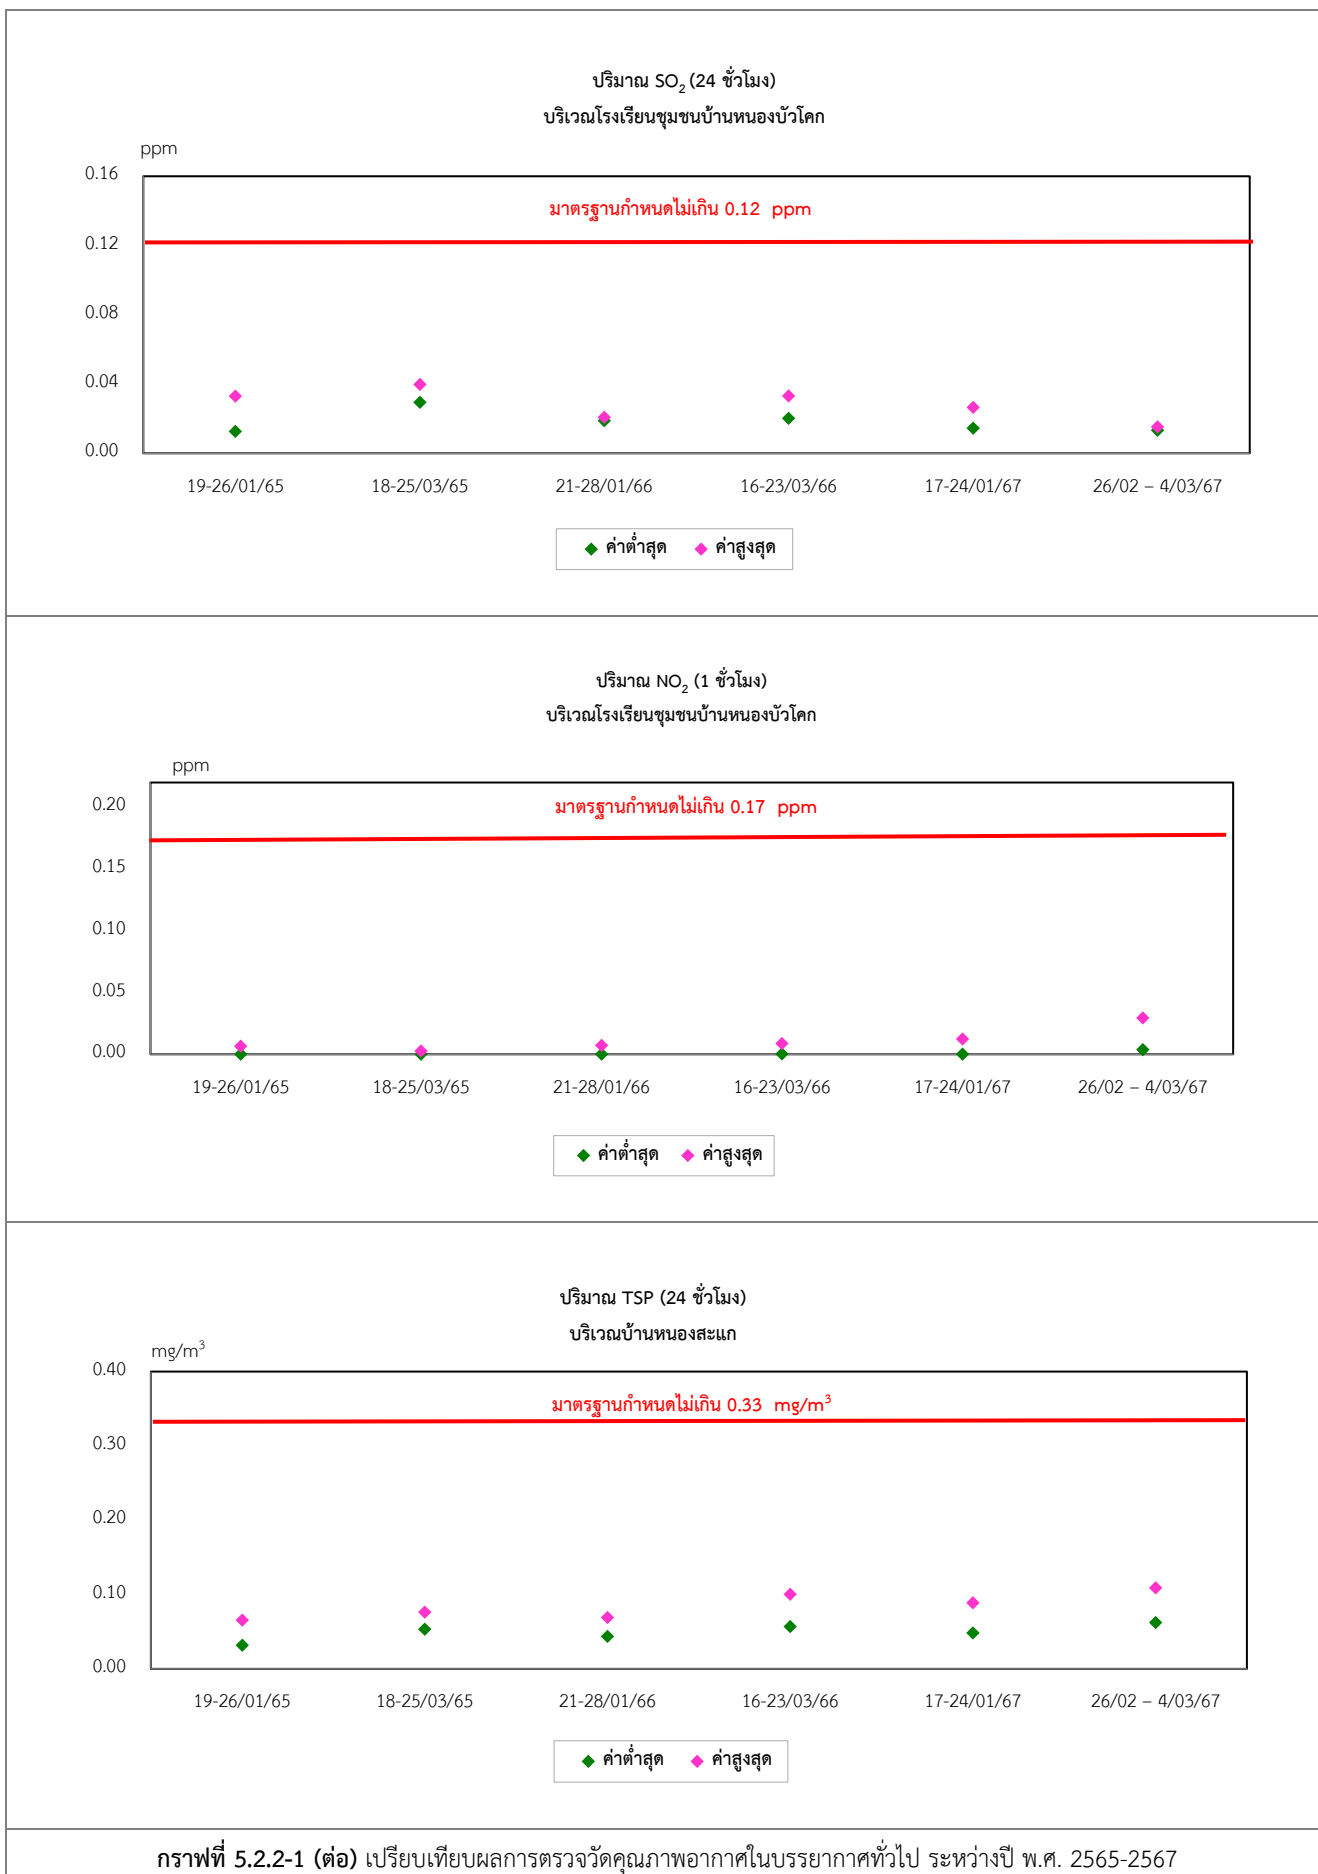 ปริมาณ SO2 (24 ชั่วโมง)
บริเวณโรงเรียนชุมชนบ้านหนองบัวโคก
ppm
0.16
มาตรฐานกำหนดไม่เกิน 0.12 ppm
0.12
0.08
0.04
0.00
19-26/01/65 18-25/03/65 21-28/01/66 16-23/03/66 17-24/01/67 26/02 – 4/03/67
ค่าต่ำสุด ค่าสูงสุด
ปริมาณ NO2 (1 ชั่วโมง)
บริเวณโรงเรียนชุมชนบ้านหนองบัวโคก
ppm
0.20
มาตรฐานกำหนดไม่เกิน 0.17 ppm
0.15
0.10
0.05
0.00
19-26/01/65 18-25/03/65 21-28/01/66 16-23/03/66 17-24/01/67 26/02 – 4/03/67
ค่าต่ำสุด ค่าสูงสุด
ปริมาณ TSP (24 ชั่วโมง)
บริเวณบ้านหนองสะแก
mg/m3
0.40
มาตรฐานกำหนดไม่เกิน 0.33 mg/m3
0.30
0.20
0.10
0.00
19-26/01/65 18-25/03/65 21-28/01/66 16-23/03/66 17-24/01/67 26/02 – 4/03/67
ค่าต่ำสุด ค่าสูงสุด
กราฟที่ 5.2.2-1 (ต่อ) เปรียบเทียบผลการตรวจวัดคุณภาพอากาศในบรรยากาศทั่วไป ระหว่างปี พ.ศ. 2565-2567